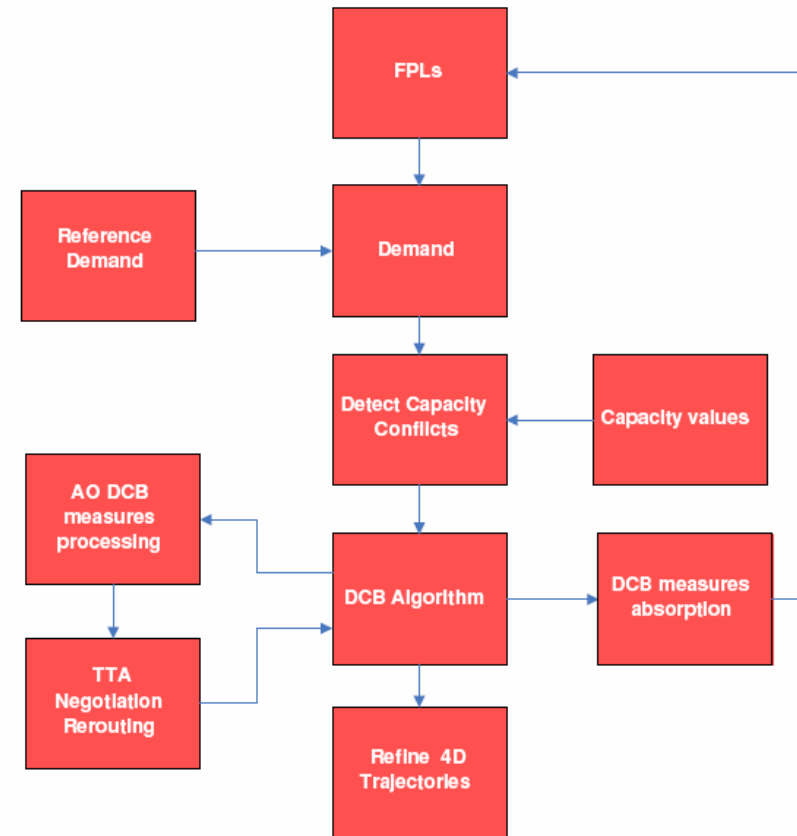 FPLs
Reference
Demand
Demand
Detect Capacity
Conflicts
Capacity values
AO DCB
measures
processing
DCB Algorithm
DCB measures
absorption
TTA
Negotiation
Rerouting
Refine 4D
Trajectories